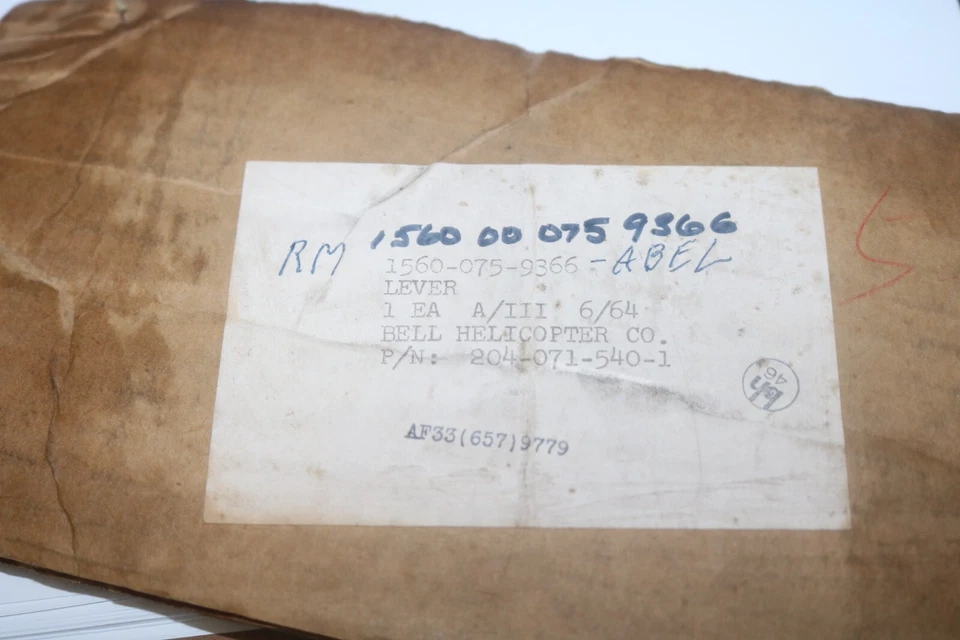 1560 00 075 9366
RM 1560-075-9366 -ABEL
LEVER
1 EA A/III 6/64
BELL HELICOPTER CO.
P/N: 204-071-540-1
46
AF33(657)9779